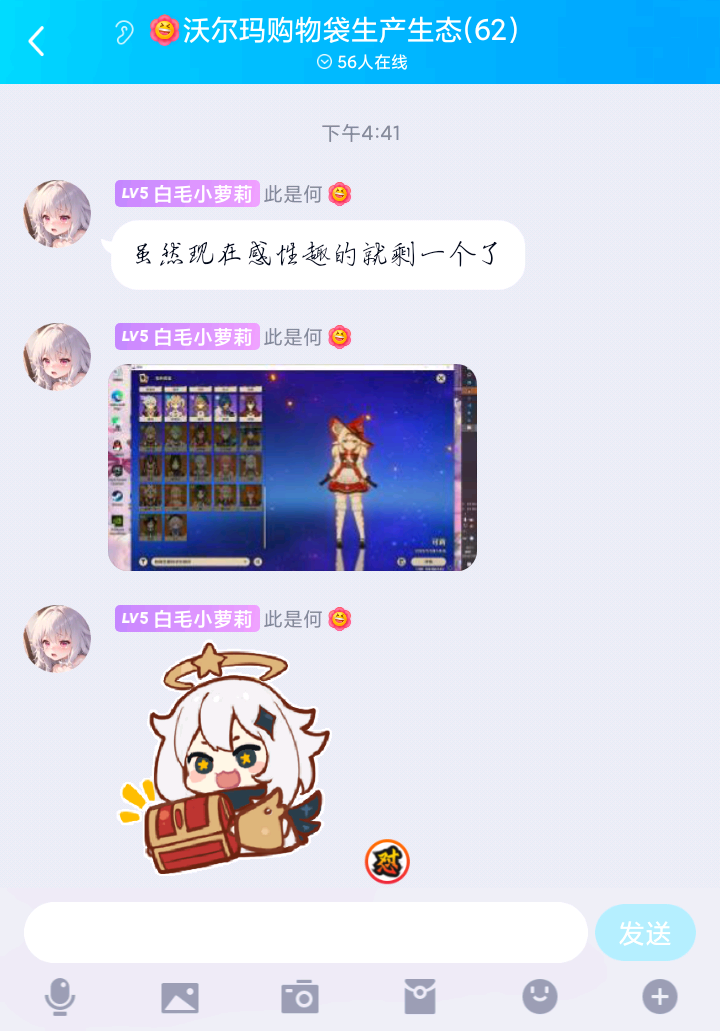 沃尔玛购物袋生产生态(62)
56人在线
下午4:41
LV5 白毛小萝莉 此是何
虽然现在感性趣的就剩一个了
LV5 白毛小萝莉 此是何
可莉
LV5 白毛小萝莉 此是何
怼
发送